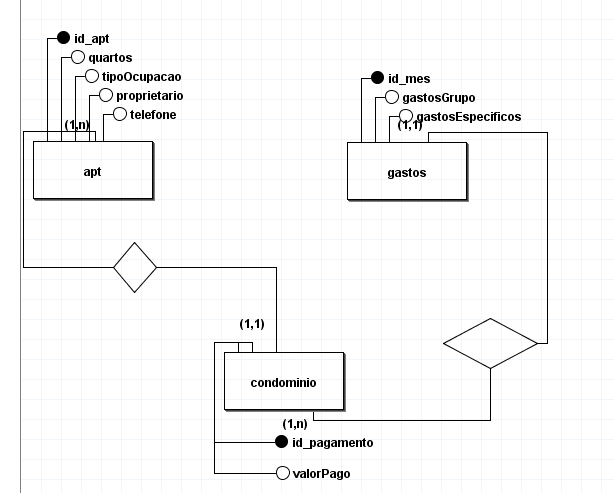 id_apt
quartos
tipoOcupacao
proprietario
telefone
(1,n)
apt
id_mes
gastosGrupo
gastosEspecificos
(1,1)
gastos
(1,1)
condominio
(1,n)
id_pagamento
valorPago